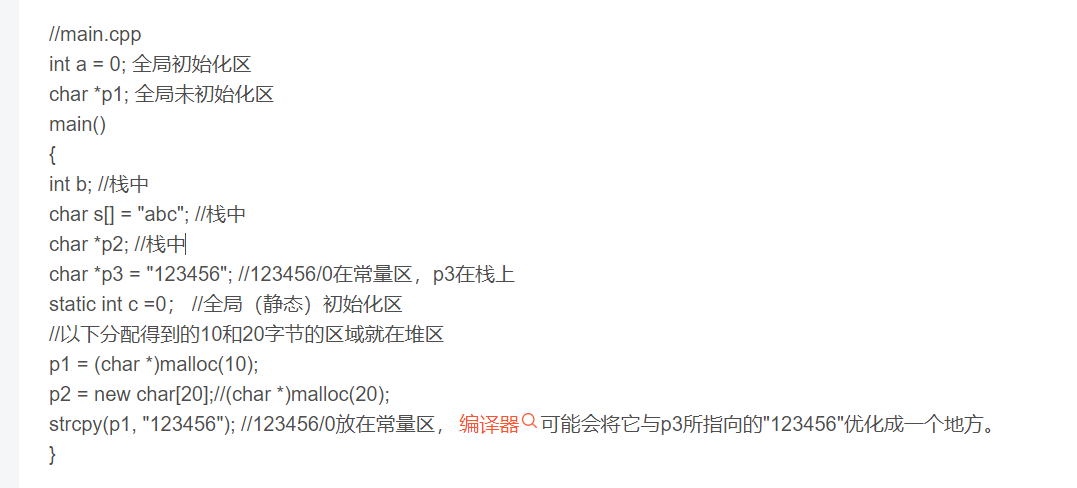 //main.cpp
int a = 0; 全局初始化区
char *p1; 全局未初始化区
main()
{
int b; //栈中
char s[] = "abc"; //栈中
char *p2; //栈中
char *p3 = "123456"; //123456/0在常量区，p3在栈上
static int c =0； //全局（静态）初始化区
//以下分配得到的10和20字节的区域就在堆区
p1 = (char *)malloc(10);
p2 = new char[20];//(char *)malloc(20);
strcpy(p1, "123456"); //123456/0放在常量区，编译器可能会将它与p3所指向的"123456"优化成一个地方。
}